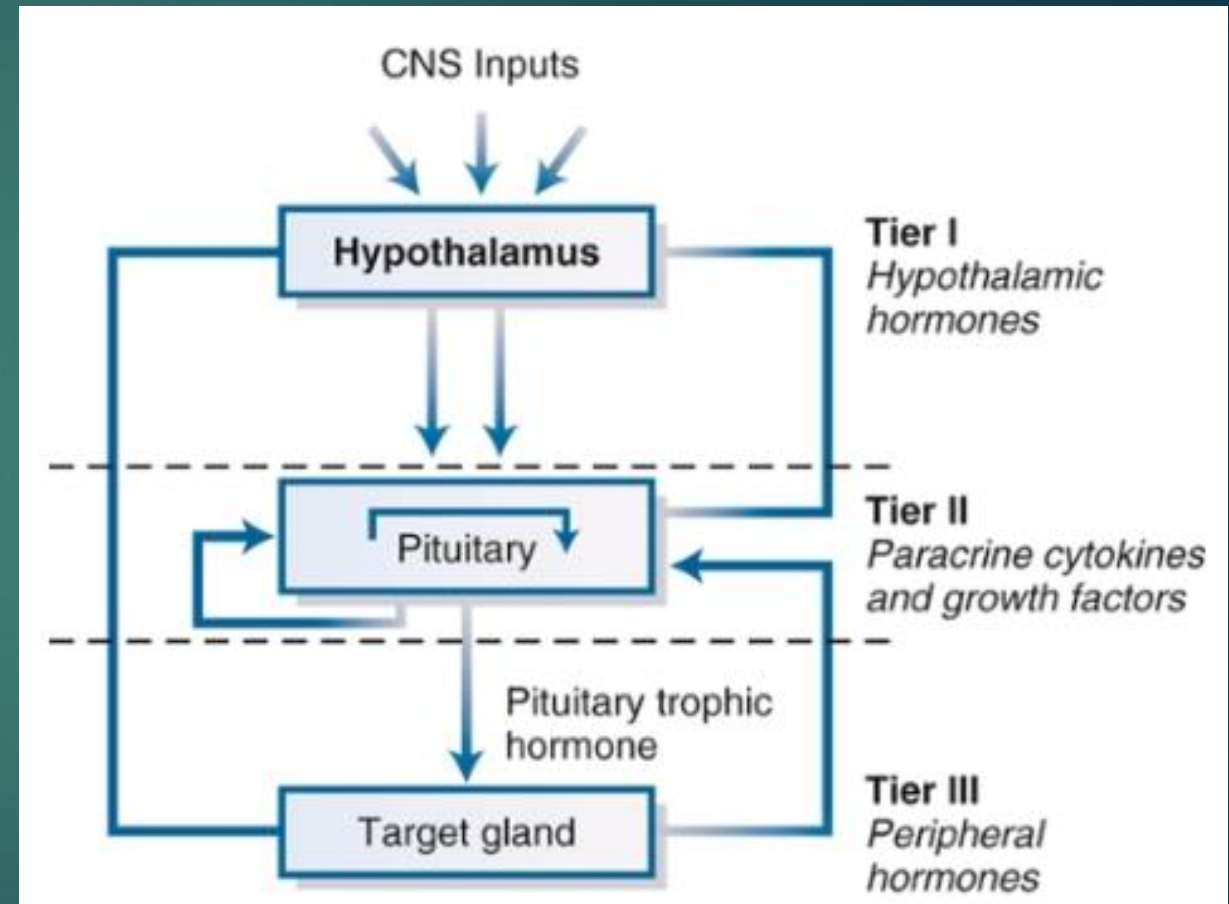 CNS Inputs
Hypothalamus
Tier I
Hypothalamic
hormones
Pituitary
Tier II
Paracrine cytokines
and growth factors
Pituitary trophic
hormone
Target gland
Tier III
Peripheral
hormones